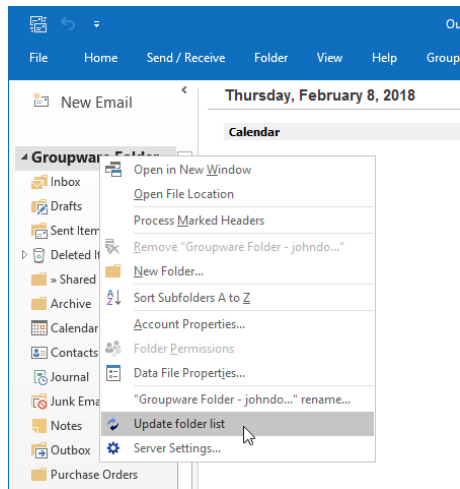 Ou
File Home Send / Receive Folder View Help Group
New Email
Thursday, February 8, 2018
Calendar
Groupware Folder
Inbox
Drafts
Sent Item
Deleted It
» Shared
Archive
Calendar
Contacts
Journal
Junk Ema
Notes
Outbox
Purchase Orders
Open in New Window
Open File Location
Process Marked Headers
Remove "Groupware Folder - johndo..."
New Folder...
Sort Subfolders A to Z
Account Properties...
Folder Permissions
Data File Properties...
"Groupware Folder - johndo..." rename...
Update folder list
Server Settings...